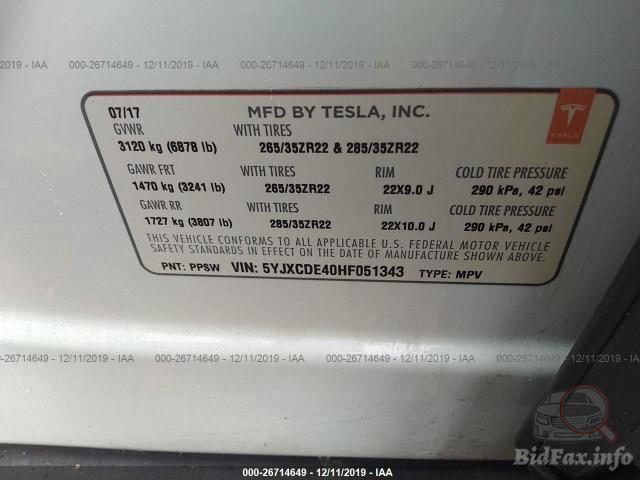 000-26714649 - 12/11/2019 - IAA 000-26714649 - 12/11/2019 - IAA 000-26714649 - 12/11/2019 - IAA
07/17 MFD BY TESLA, INC.
GVWR WITH TIRES
3120 kg (6878 lb) 265/35ZR22 & 285/35ZR22
TESLA
GAWR FRT WITH TIRES RIM COLD TIRE PRESSURE
1470 kg (3241 lb) 265/35ZR22 22X9.0 J 290 kPa, 42 psi
GAWR RR WITH TIRES RIM COLD TIRE PRESSURE
1727 kg (3807 lb) 285/35ZR22 22X10.0 J 290 kPa, 42 psi
THIS VEHICLE CONFORMS TO ALL APPLICABLE U.S. FEDERAL MOTOR VEHICLE
SAFETY STANDARDS IN EFFECT ON THE DATE OF MANUFACTURE SHOWN ABOVE.
PNT: PPSW VIN: 5YJXCDE40HF051343 TYPE: MPV
000-26714649 - 12/11/2019 - IAA 000-26714649 - 12/11/2019 - IAA 000-26714649 - 12/11/2019 - IAA
BidFax.info
000-26714649 - 12/11/2019 - IAA